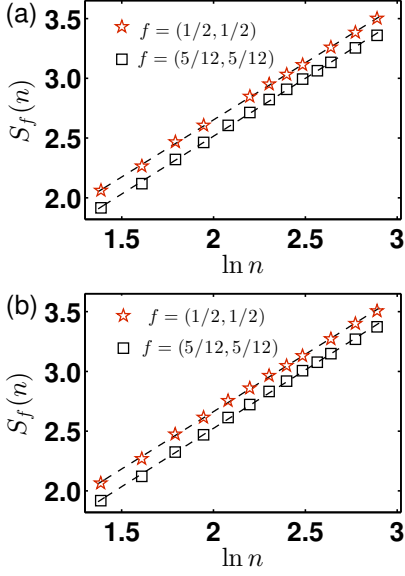 (a)
3.5
f = (1/2, 1/2)
f = (5/12, 5/12)
3.0
S_f(n)
2.5
2.0
1.5 2 2.5 3
ln n
(b)
3.5
f = (1/2, 1/2)
f = (5/12, 5/12)
3.0
S_f(n)
2.5
2.0
1.5 2 2.5 3
ln n